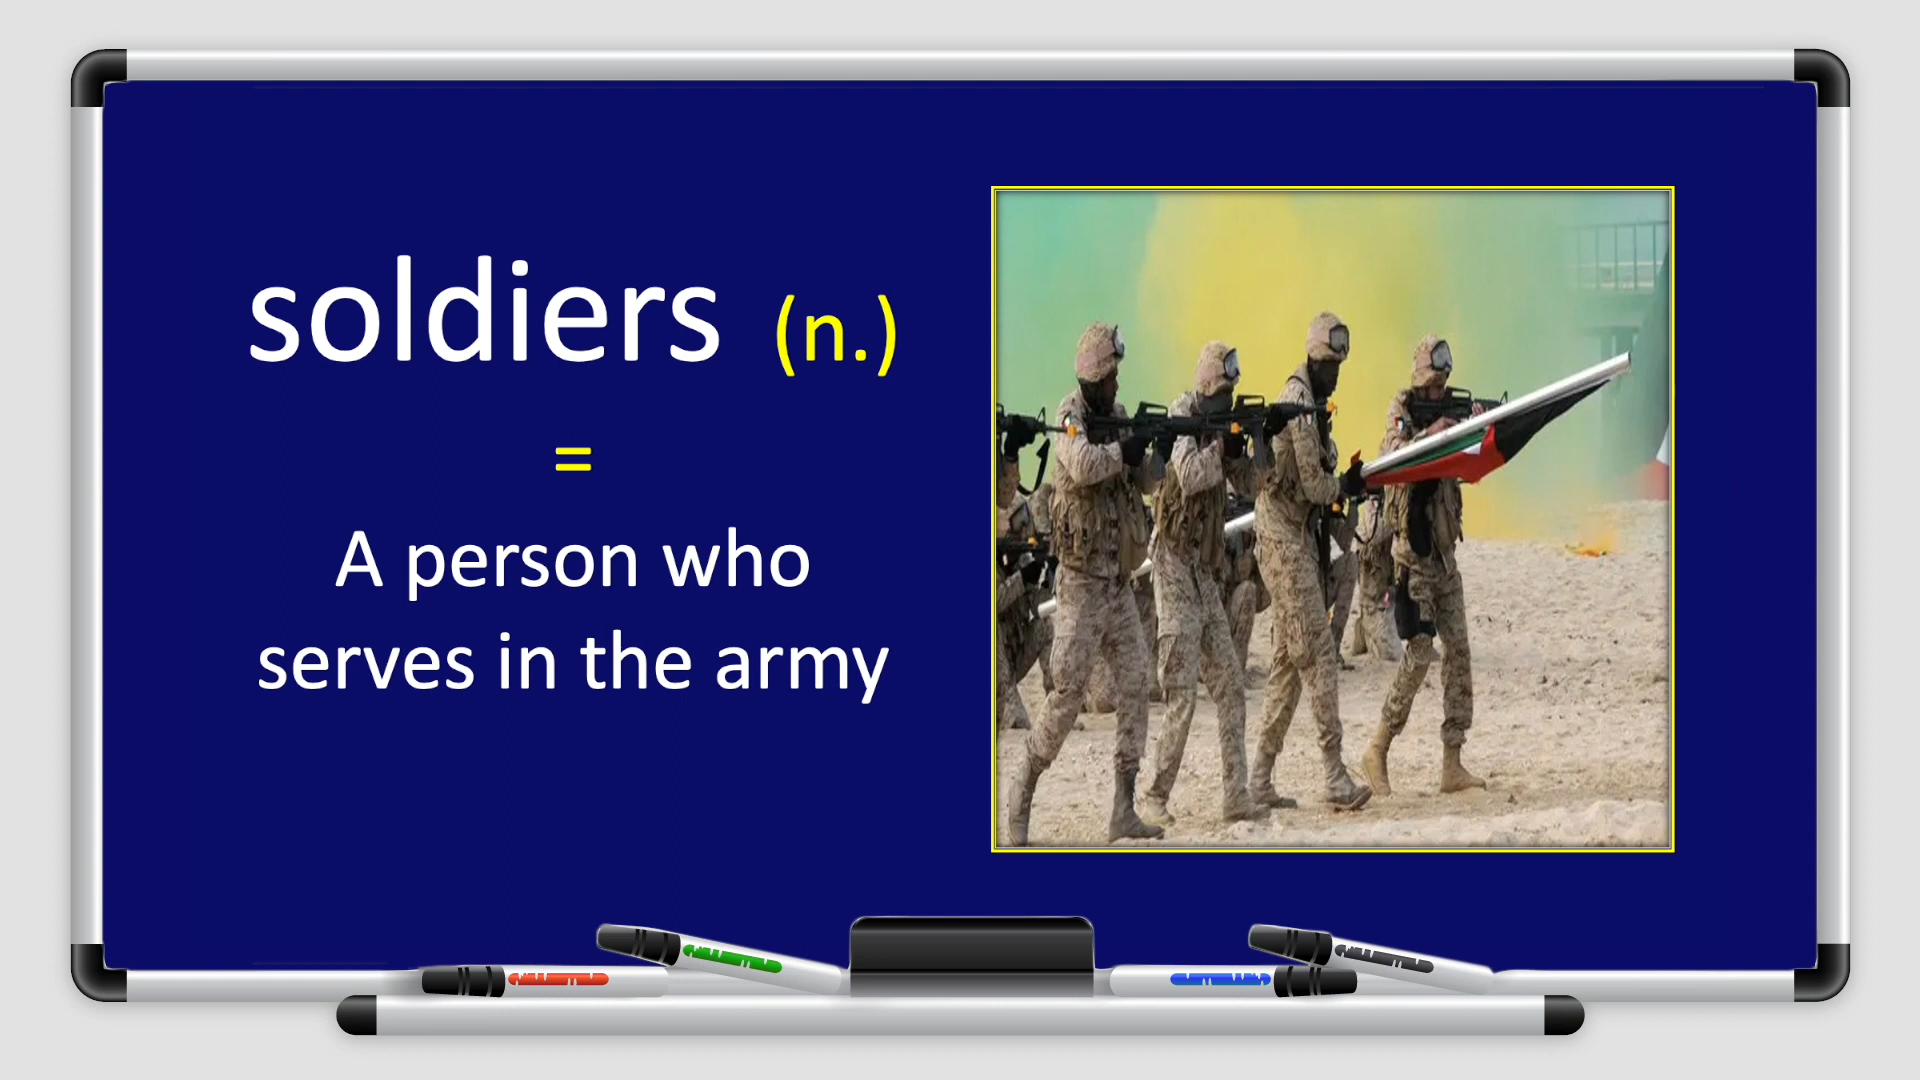 soldiers (n.)
=
A person who
serves in the army